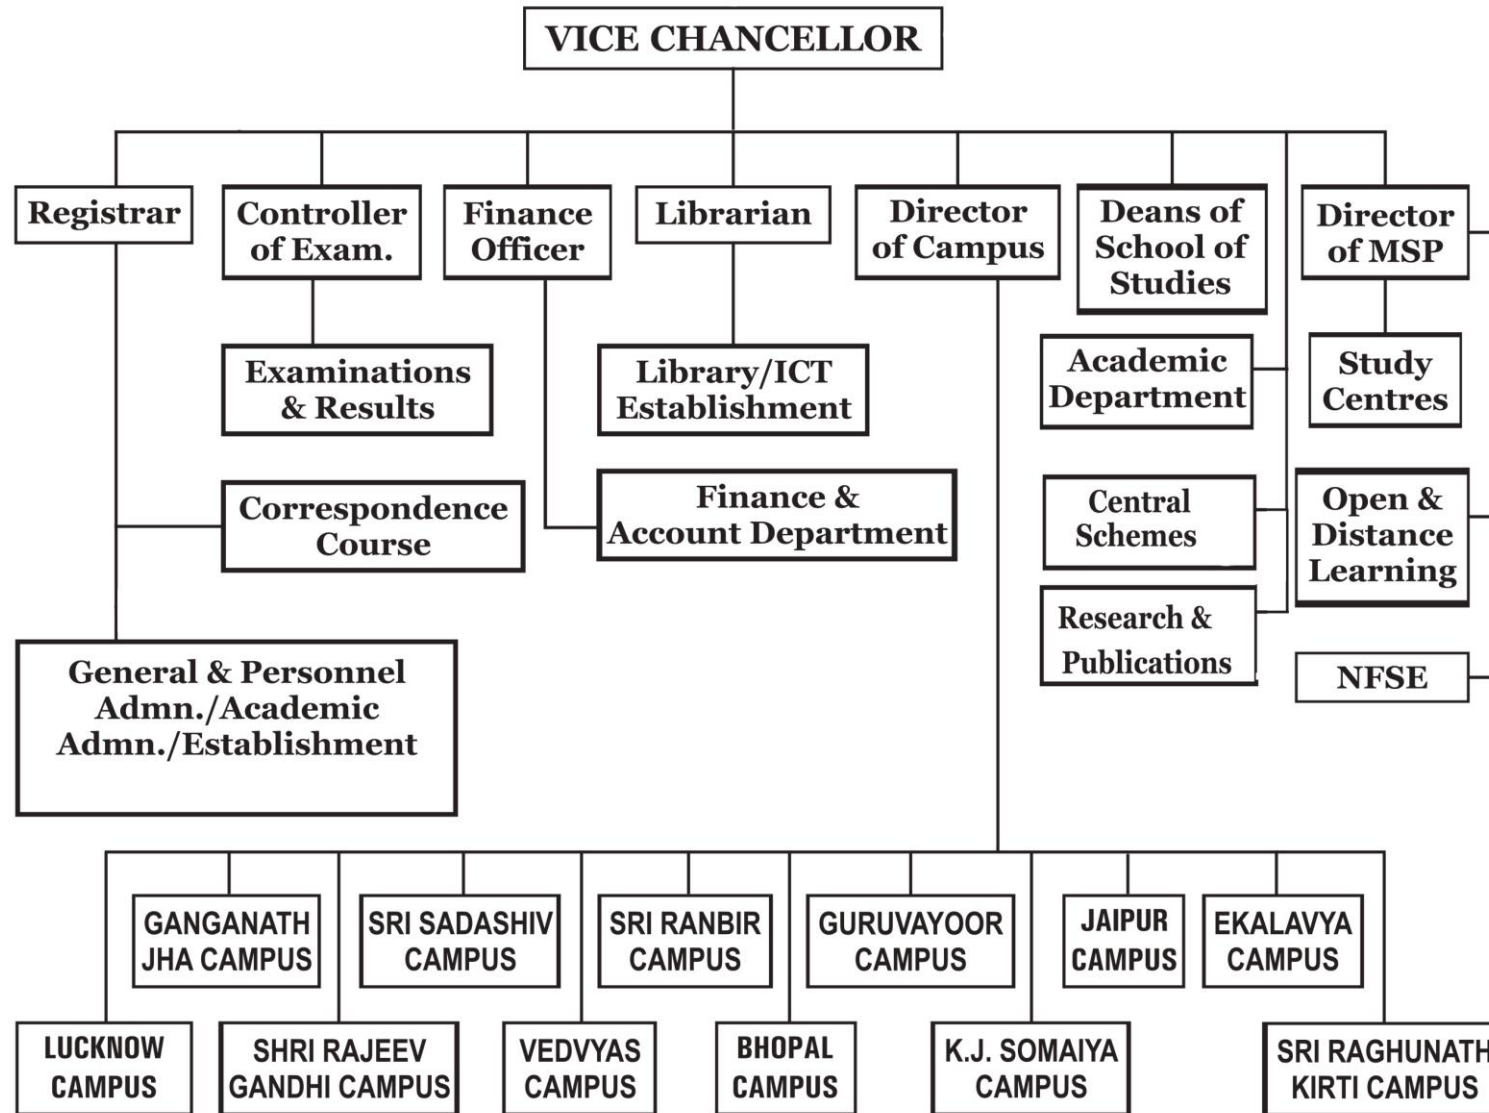 VICE CHANCELLOR
Registrar
Controller
of Exam.
Finance
Officer
Librarian
Director
of Campus
Deans of
School of
Studies
Director
of MSP
Examinations
& Results
Library/ICT
Establishment
Academic
Department
Study
Centres
Correspondence
Course
Finance &
Account Department
Central
Schemes
Open &
Distance
Learning
Research &
Publications
General & Personnel
Admn./Academic
Admn./Establishment
NFSE
GANGANATH
JHA CAMPUS
SRI SADASHIV
CAMPUS
SRI RANBIR
CAMPUS
GURUVAYOOR
CAMPUS
JAIPUR
CAMPUS
EKALAVYA
CAMPUS
LUCKNOW
CAMPUS
SHRI RAJEEV
GANDHI CAMPUS
VEDVYAS
CAMPUS
BHOPAL
CAMPUS
K.J. SOMAIYA
CAMPUS
SRI RAGHUNATH
KIRTI CAMPUS